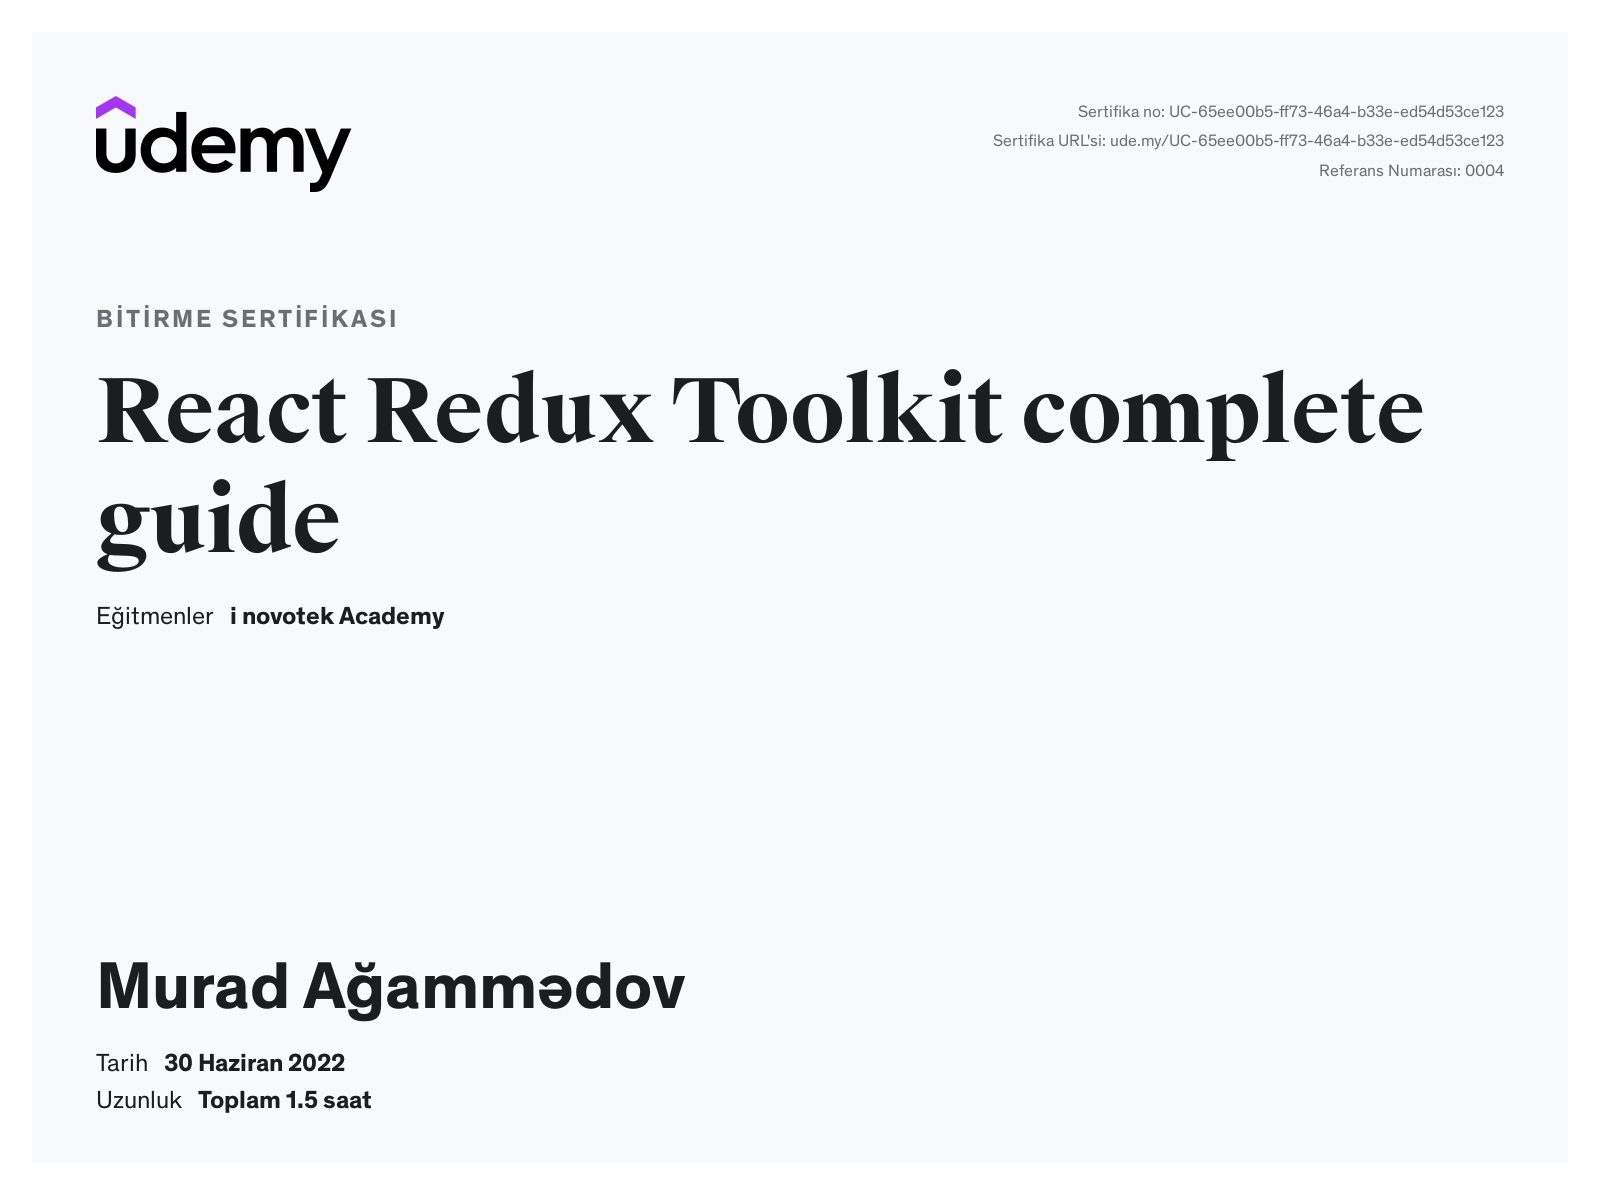 udemy
Sertifika no: UC-65ee00b5-ff73-46a4-b33e-ed54d53ce123
Sertifika URL'si: ude.my/UC-65ee00b5-ff73-46a4-b33e-ed54d53ce123
Referans Numarası: 0004
BİTİRME SERTİFİKASI
React Redux Toolkit complete
guide
Eğitmenler i novotek Academy
Murad Ağammədov
Tarih 30 Haziran 2022
Uzunluk Toplam 1.5 saat